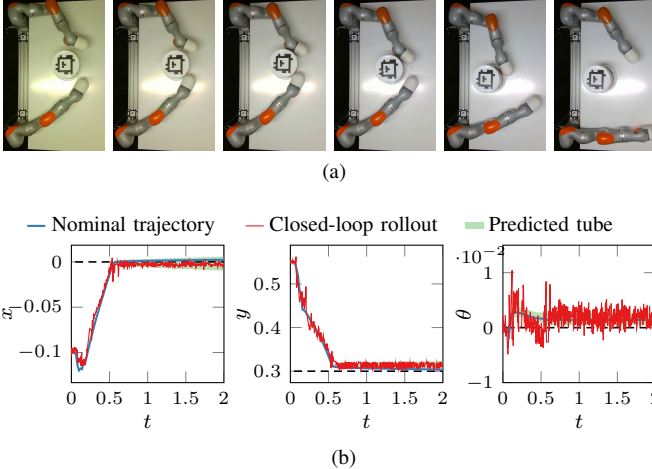 (a)
Nominal trajectory Closed-loop rollout Predicted tube
0
−0.05
−0.1
x
0 0.5 1 1.5 2
t
0.5
0.4
0.3
y
0 0.5 1 1.5 2
t
·10⁻²
1
0
−1
θ
0 0.5 1 1.5 2
t
(b)